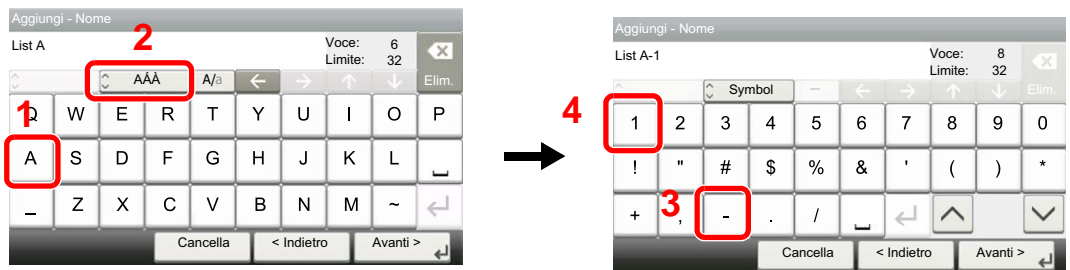 Aggiungi - Nome
List A
Voce: 6
Limite: 32
2
AÁÀ
A/a
Elim.
1
Q W E R T Y U I O P
A S D F G H J K L
_ Z X C V B N M ~
Cancella < Indietro Avanti >
Aggiungi - Nome
List A-1
Voce: 8
Limite: 32
Symbol
Elim.
4
1 2 3 4 5 6 7 8 9 0
! " # $ % & ' ( ) *
3
+ , - . /
Cancella < Indietro Avanti >